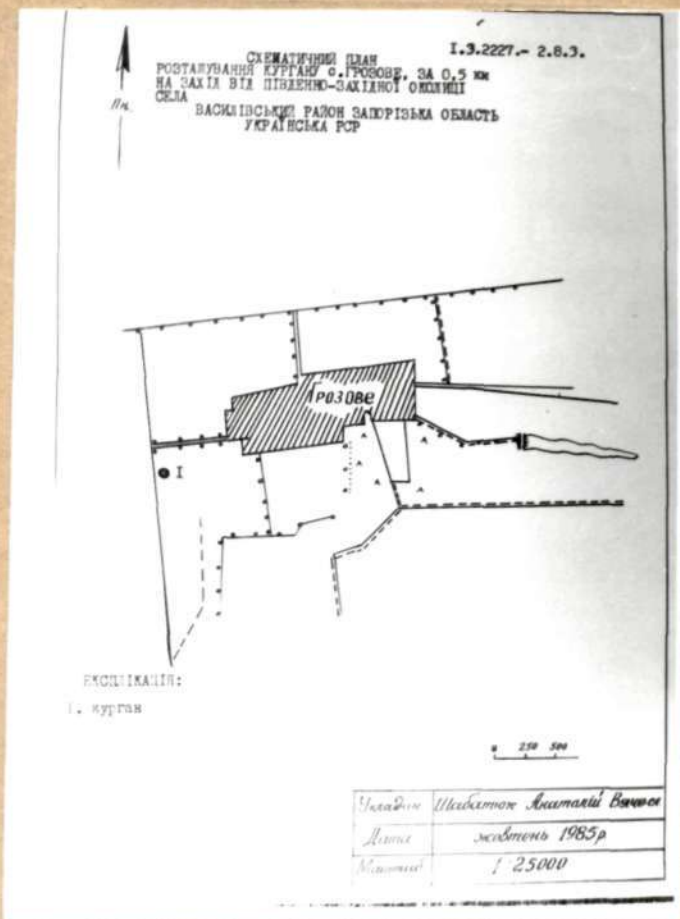 I.3.2227.- 2.8.3.
СХЕМАТИЧНИЙ ПЛАН
РОЗТАШУВАННЯ КУРГАНУ с.ГРОЗОВЕ, ЗА 0,5 км
НА ЗАХІД ВІД ПІВДЕННО-ЗАХІДНОЇ ОКОЛИЦІ
СЕЛА
ВАСИЛІВСЬКИЙ РАЙОН ЗАПОРІЗЬКА ОБЛАСТЬ
УКРАЇНСЬКА РСР
Пн.
ГРОЗОВЕ
I
ЕКСПЛІКАЦІЯ:
I. курган
0 250 500
Укладач Шабатюк Анаталій
Дата жовтень 1985р
Масштаб 1:25000